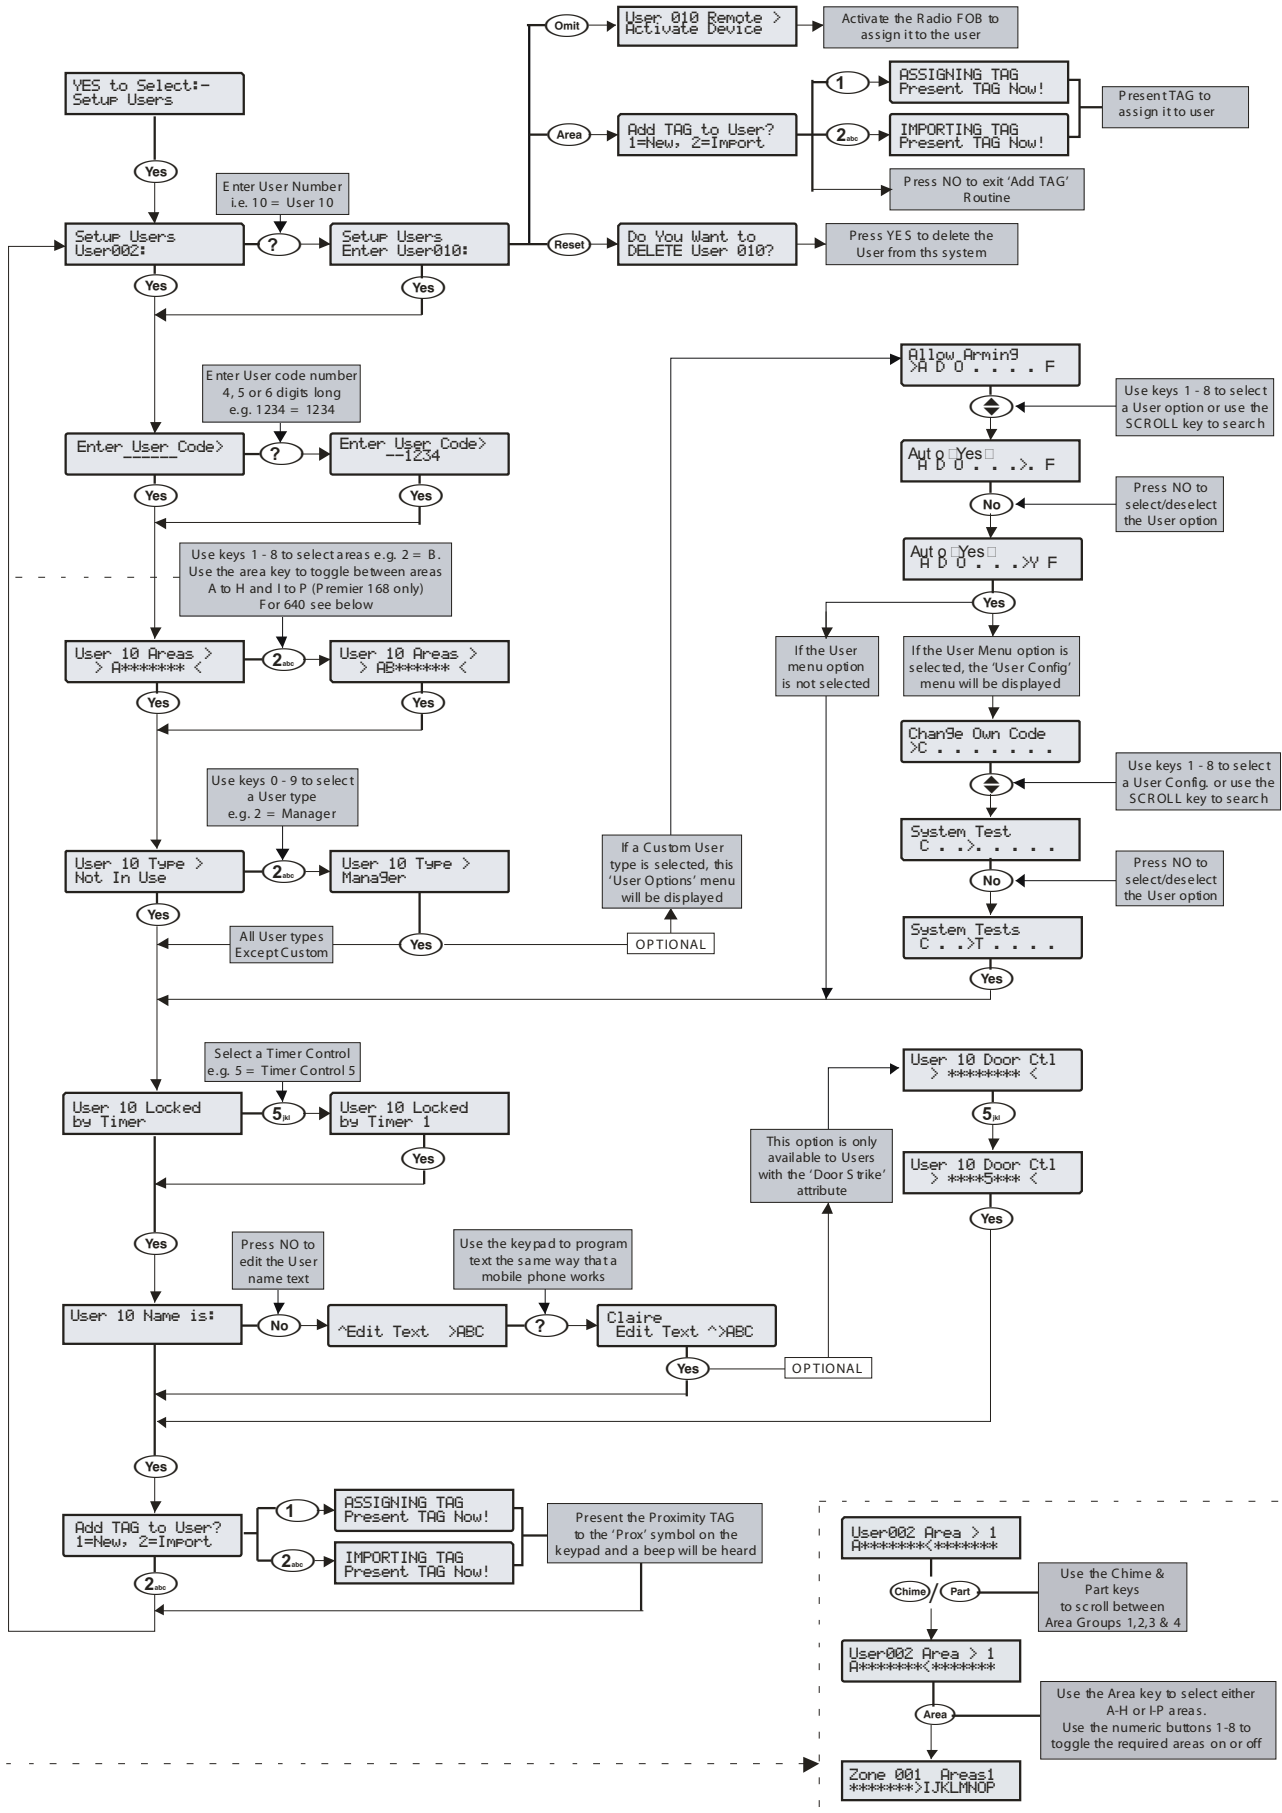 YES to Select:-
Setup Users
Yes
Omit
User 010 Remote >
Activate Device
Activate the Radio FOB to
assign it to the user
Area
Add TAG to User?
1=New, 2=Import
1
ASSIGNING TAG
Present TAG Now!
2abc
IMPORTING TAG
Present TAG Now!
Present TAG to
assign it to user
Press NO to exit ‘Add TAG’
Routine
Enter User Number
i.e. 10 = User 10
Setup Users
User002:
?
Setup Users
Enter User010:
Reset
Do You Want to
DELETE User 010?
Press YES to delete the
User from ths system
Yes
Yes
Enter User code number
4, 5 or 6 digits long
e.g. 1234 = 1234
Enter User Code>
------
?
Enter User Code>
--1234
Yes
Yes
Allow Arming
>A D O . . . . F
Use keys 1 - 8 to select
a User option or use the
SCROLL key to search
Auto Yes
A D O . . .>. F
No
Press NO to
select/deselect
the User option
Auto Yes
A D O . . .>Y F
Yes
If the User
menu option
is not selected
If the User Menu option is
selected, the ‘User Config’
menu will be displayed
Change Own Code
>C . . . . . . .
Use keys 1 - 8 to select
a User Config. or use the
SCROLL key to search
System Test
C . .>. . . . .
No
Press NO to
select/deselect
the User option
System Tests
C . .>T . . . .
Yes
Use keys 1 - 8 to select areas e.g. 2 = B.
Use the area key to toggle between areas
A to H and I to P (Premier 168 only)
For 640 see below
User 10 Areas >
> A******* <
2abc
User 10 Areas >
> AB****** <
Yes
Yes
Use keys 0 - 9 to select
a User type
e.g. 2 = Manager
User 10 Type >
Not In Use
2abc
User 10 Type >
Manager
Yes
All User types
Except Custom
Yes
OPTIONAL
If a Custom User
type is selected, this
‘User Options’ menu
will be displayed
Select a Timer Control
e.g. 5 = Timer Control 5
User 10 Locked
by Timer
5jkl
User 10 Locked
by Timer 1
Yes
Yes
Press NO to
edit the User
name text
User 10 Name is:
No
^Edit Text >ABC
Use the keypad to program
text the same way that a
mobile phone works
?
Claire
Edit Text ^>ABC
Yes
OPTIONAL
This option is only
available to Users
with the ‘Door Strike’
attribute
User 10 Door Ctl
> ******** <
5jkl
User 10 Door Ctl
> ****5*** <
Yes
Yes
Add TAG to User?
1=New, 2=Import
1
ASSIGNING TAG
Present TAG Now!
2abc
IMPORTING TAG
Present TAG Now!
Present the Proximity TAG
to the ‘Prox’ symbol on the
keypad and a beep will be heard
2abc
User002 Area > 1
A*******<*******
Chime / Part
Use the Chime &
Part keys
to scroll between
Area Groups 1,2,3 & 4
User002 Area > 1
A*******<*******
Area
Use the Area key to select either
A-H or I-P areas.
Use the numeric buttons 1-8 to
toggle the required areas on or off
Zone 001 Areas1
*******>IJKLMNOP